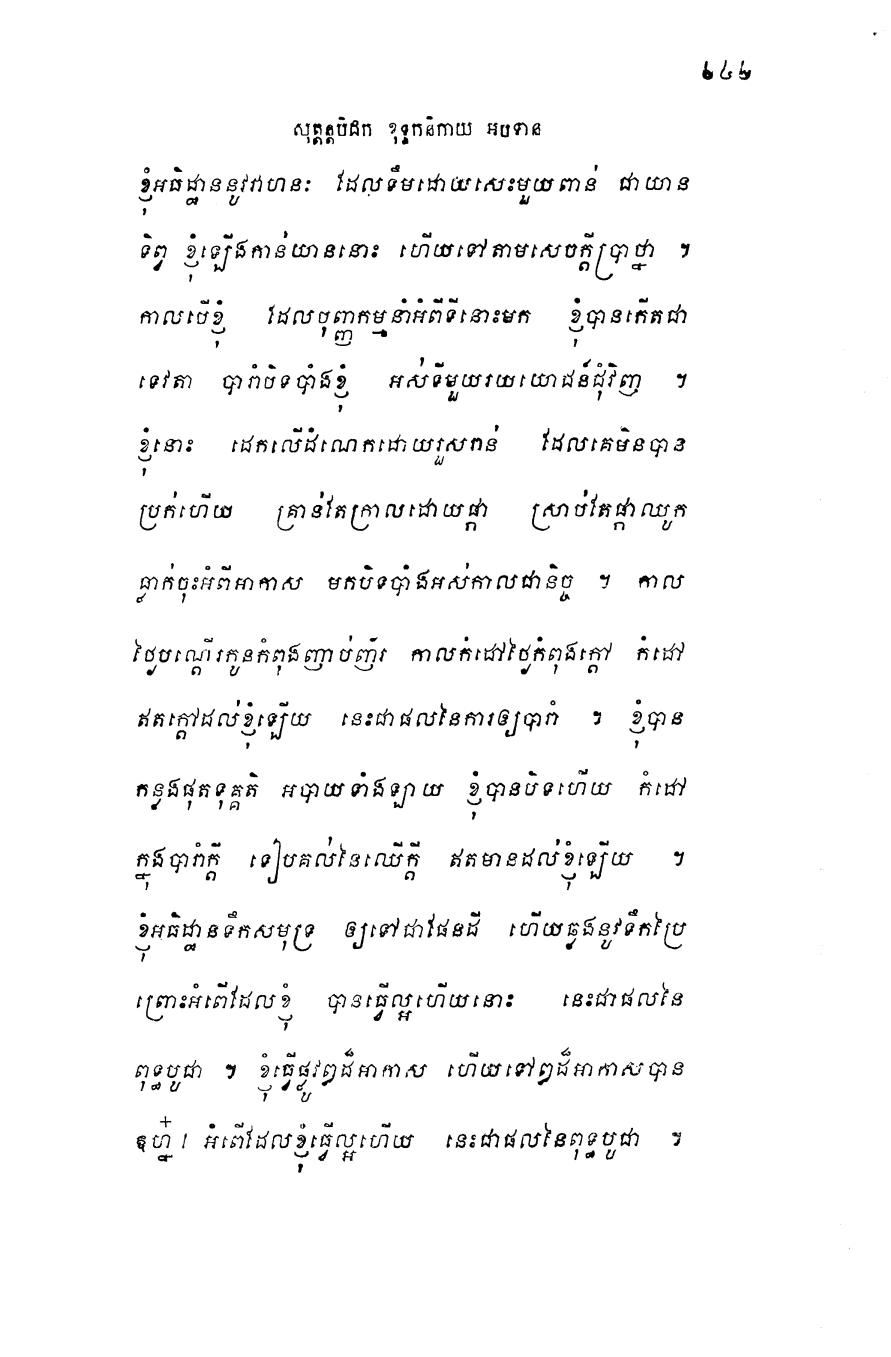 ១៤២
សុត្តន្តបិដក ខុទ្ទកនិកាយ អបទាន
ខ្ញុំអធិដ្ឋាននូវវាហនៈ ដែលទឹមដោយសេះមួយពាន់ ជាយាន
ទិព្វ ខ្ញុំឡើងកាន់យាននោះ ហើយទៅតាមសេចក្តីប្រាថ្នា ។
កាលបើខ្ញុំ ដែលបុញ្ញកម្មនាំអំពីទីនោះមក ខ្ញុំបានកើតជា
ទេវតា បារាំបិទបាំងខ្ញុំ អស់ទីមួយរយយោជន៍ជុំវិញ ។
ខ្ញុំនោះ ដេកលើដំណេកដោយរួសរាន់ ដែលគេមិនបាន
ប្រក់ហើយ គ្រាន់តែក្រាលដោយផ្កា ស្រាប់តែផ្កាឈូក
ធ្លាក់ចុះអំពីអាកាស មកបិទបាំងអស់កាលជានិច្ច ។ កាល
ថ្ងៃបណ្តើរកូនកំពុងញាប់ញ័រ កាលកំដៅថ្ងៃកំពុងក្តៅ កំដៅ
ឥតក្តៅដល់ខ្ញុំឡើយ នេះជាផលនៃការឲ្យបារាំ ។ ខ្ញុំបាន
កន្លងផុតទុគ្គតិ អបាយទាំងឡាយ ខ្ញុំបានបិទហើយ កំដៅ
ក្នុងបារាំក្តី ទៀបគល់នៃឈើក្តី ឥតមានដល់ខ្ញុំឡើយ ។
ខ្ញុំអធិដ្ឋានទឹកសមុទ្រ ឲ្យទៅជាផែនដី ហើយឆ្លងនូវទឹកប្រៃ
ព្រោះអំពើដែលខ្ញុំ បានធ្វើល្អហើយនោះ នេះជាផលនៃ
ពុទ្ធបូជា ។ ខ្ញុំធ្វើផ្លូវឰដ៏អាកាស ហើយទៅឰដ៏អាកាសបាន
ឱហ្ន៎ ! អំពើដែលខ្ញុំធ្វើល្អហើយ នេះជាផលនៃពុទ្ធបូជា ។